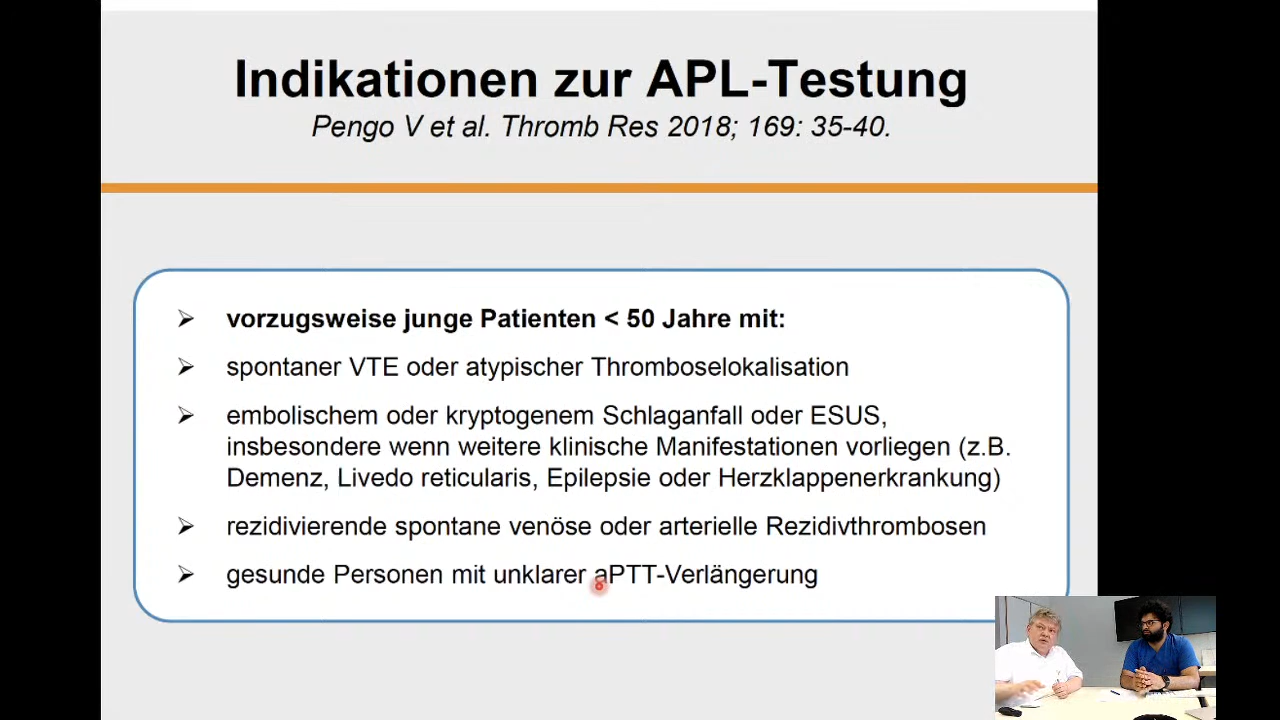 Indikationen zur APL-Testung
Pengo V et al. Thromb Res 2018; 169: 35-40.
vorzugsweise junge Patienten < 50 Jahre mit:
spontaner VTE oder atypischer Thromboselokalisation
embolischem oder kryptogenem Schlaganfall oder ESUS,
insbesondere wenn weitere klinische Manifestationen vorliegen (z.B.
Demenz, Livedo reticularis, Epilepsie oder Herzklappenerkrankung)
rezidivierende spontane venöse oder arterielle Rezidivthrombosen
gesunde Personen mit unklarer aPTT-Verlängerung